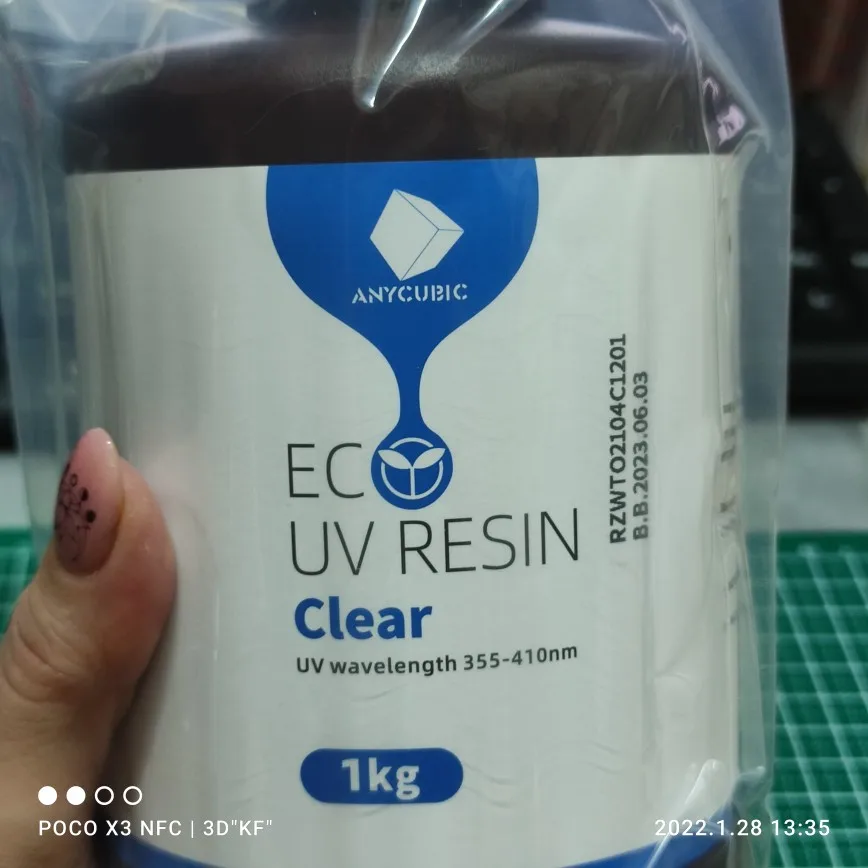 ANYCUBIC
ECO
UV RESIN
Clear
UV wavelength 355-410nm
1kg
RZWTO2104C1201
B.B.2023.06.03
POCO X3 NFC | 3D"KF"
2022.1.28 13:35